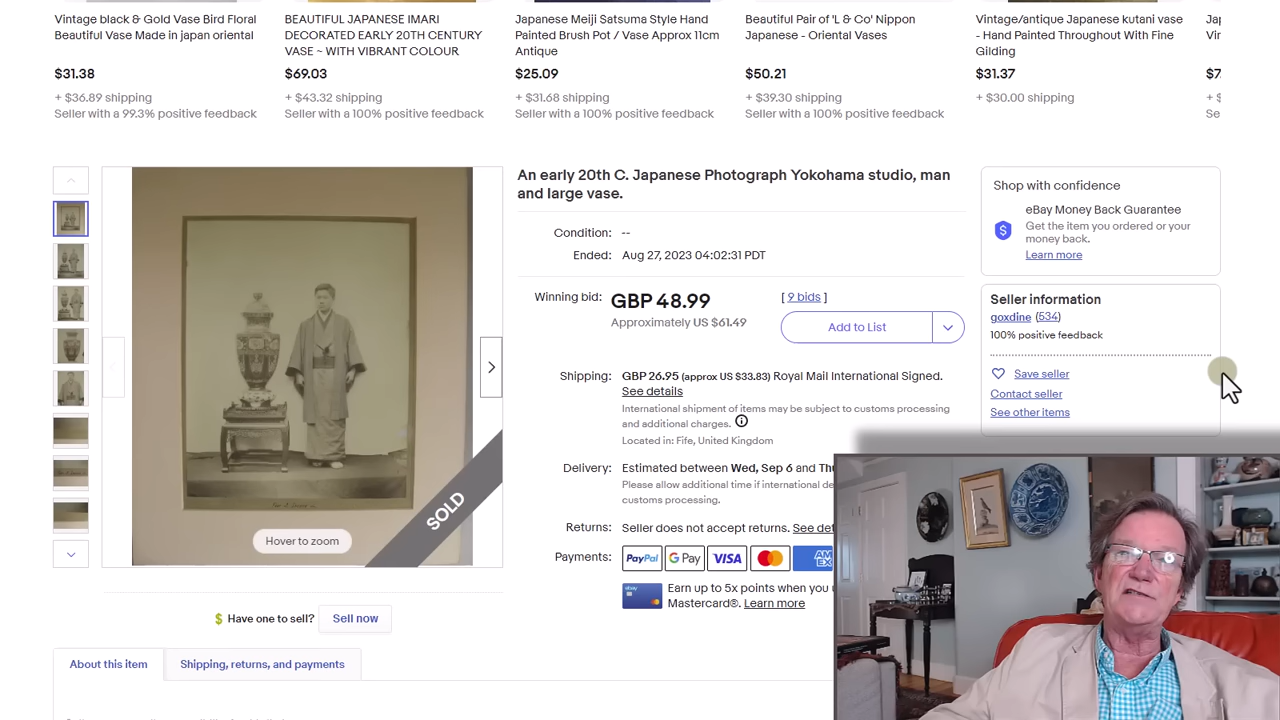 Vintage black & Gold Vase Bird Floral
Beautiful Vase Made in japan oriental
$31.38
+ $36.89 shipping
Seller with a 99.3% positive feedback
BEAUTIFUL JAPANESE IMARI
DECORATED EARLY 20TH CENTURY
VASE ~ WITH VIBRANT COLOUR
$69.03
+ $43.32 shipping
Seller with a 100% positive feedback
Japanese Meiji Satsuma Style Hand
Painted Brush Pot / Vase Approx 11cm
Antique
$25.09
+ $31.68 shipping
Seller with a 100% positive feedback
Beautiful Pair of 'L & Co' Nippon
Japanese - Oriental Vases
$50.21
+ $39.30 shipping
Seller with a 100% positive feedback
Vintage/antique Japanese kutani vase
- Hand Painted Throughout With Fine
Gilding
$31.37
+ $30.00 shipping
SOLD
Hover to zoom
$ Have one to sell? Sell now
An early 20th C. Japanese Photograph Yokohama studio, man
and large vase.
Condition: --
Ended: Aug 27, 2023 04:02:31 PDT
Winning bid: GBP 48.99 [ 9 bids ]
Approximately US $61.49
Add to List
Shipping: GBP 26.95 (approx US $33.83) Royal Mail International Signed.
See details
International shipment of items may be subject to customs processing
and additional charges.
Located in: Fife, United Kingdom
Delivery: Estimated between Wed, Sep 6 and
Please allow additional time if international
customs processing.
Returns: Seller does not accept returns. See
Payments: PayPal G Pay VISA MasterCard AM EX
Earn up to 5x points when you
Mastercard®. Learn more
Shop with confidence
eBay Money Back Guarantee
Get the item you ordered or your
money back.
Learn more
Seller information
goxdine (534)
100% positive feedback
Save seller
Contact seller
See other items
About this item
Shipping, returns, and payments